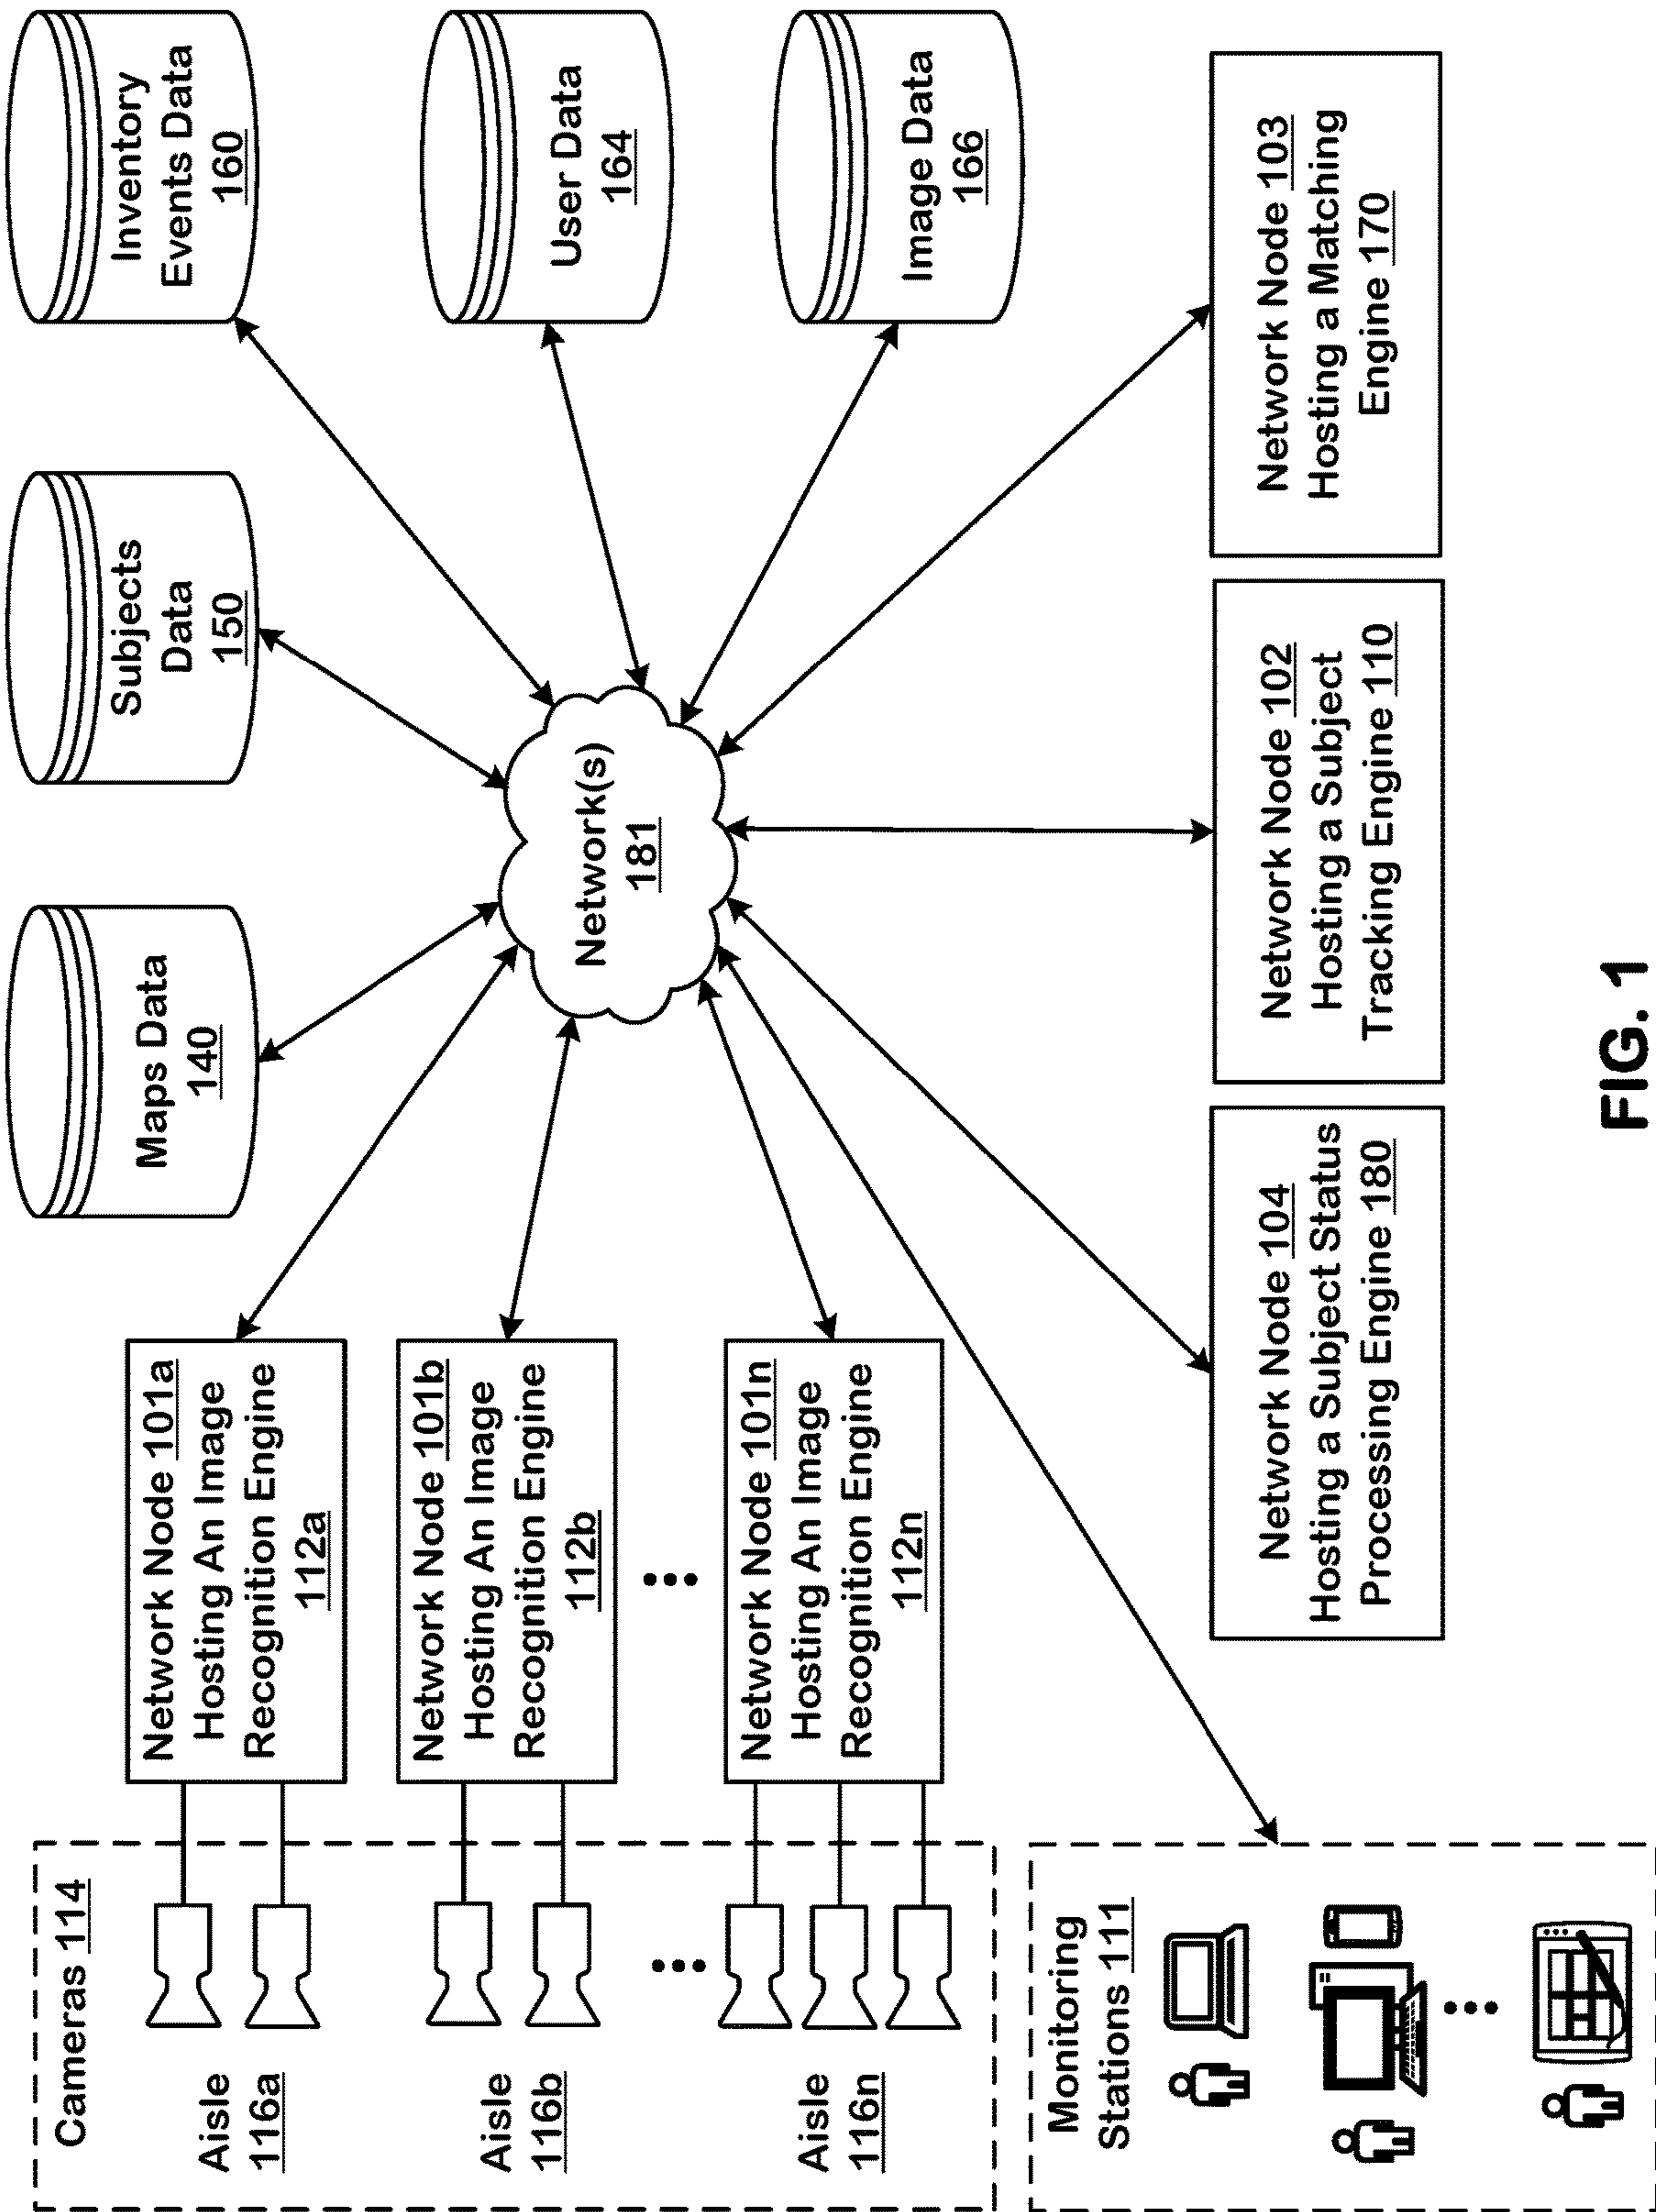 Cameras 114
Aisle
116a
Aisle
116b
Aisle
116n
Network Node 101a
Hosting An Image
Recognition Engine
112a
Network Node 101b
Hosting An Image
Recognition Engine
112b
Network Node 101n
Hosting An Image
Recognition Engine
112n
Maps Data
140
Subjects
Data
150
Inventory
Events Data
160
User Data
164
Image Data
166
Network(s)
181
Monitoring
Stations 111
Network Node 104
Hosting a Subject Status
Processing Engine 180
Network Node 102
Hosting a Subject
Tracking Engine 110
Network Node 103
Hosting a Matching
Engine 170
FIG. 1